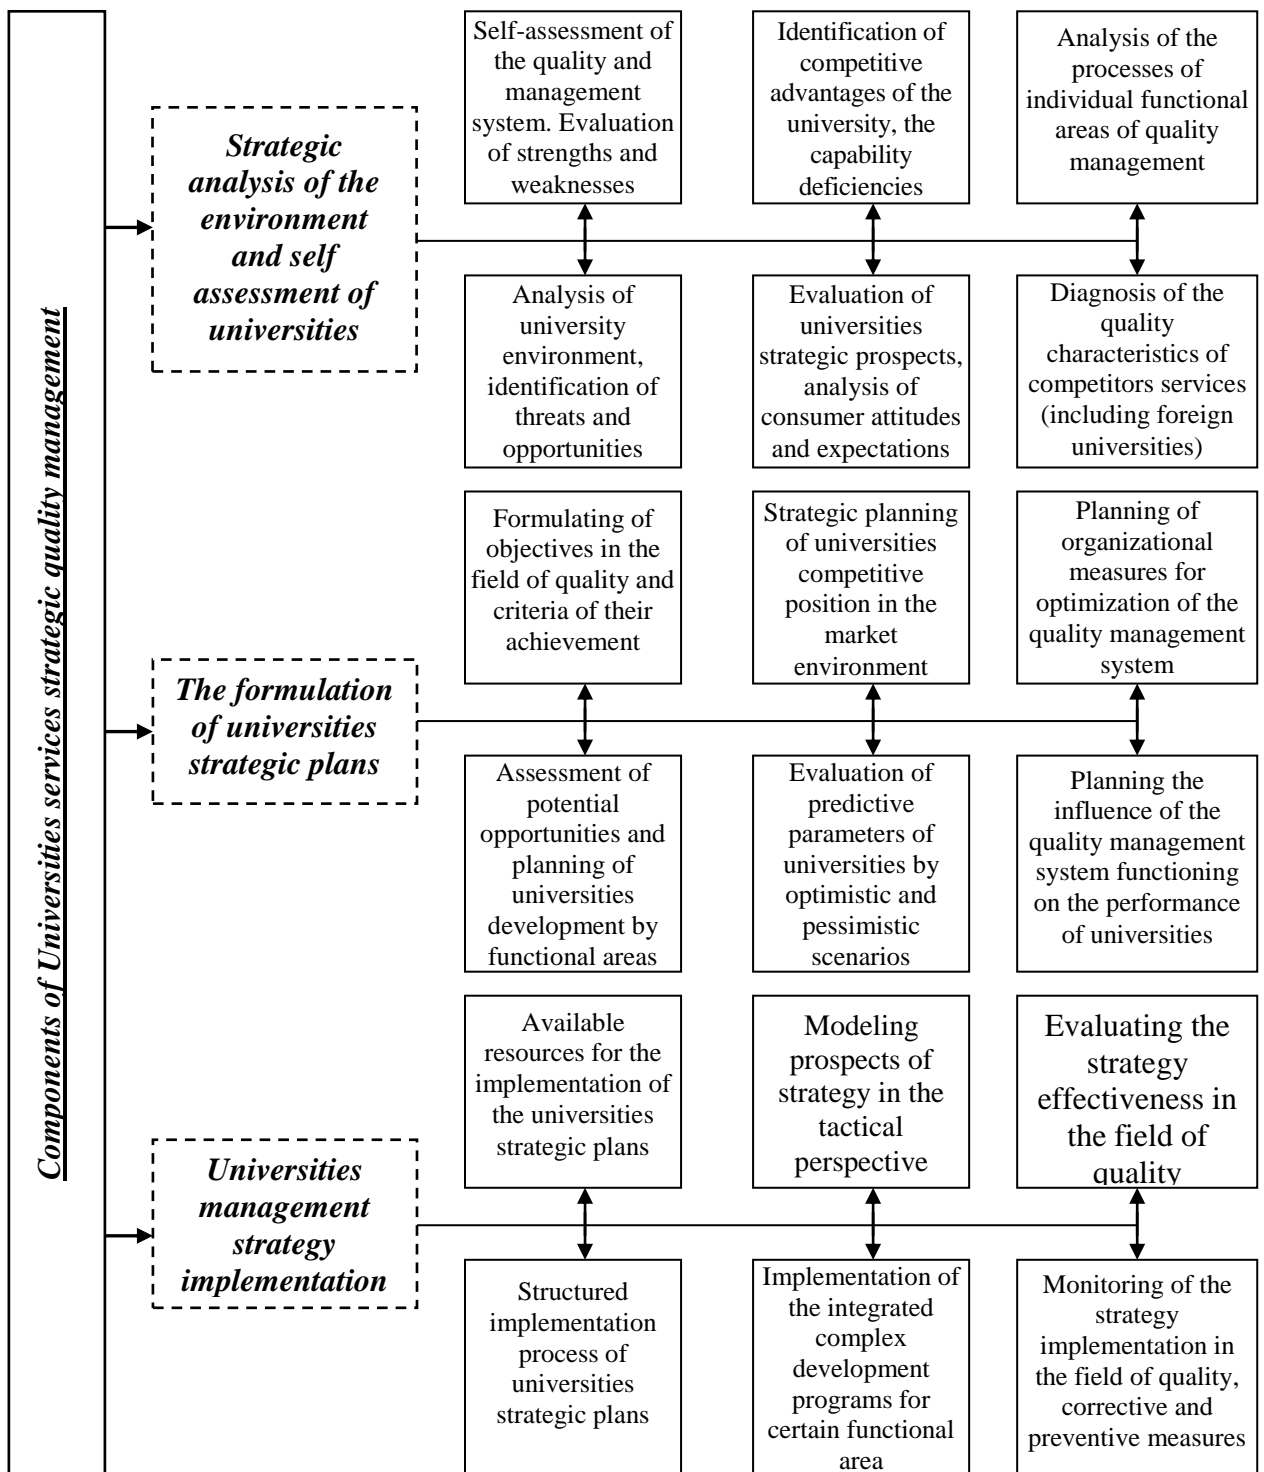 Components of Universities services strategic quality management
Strategic
analysis of the
environment
and self
assessment of
universities
Self-assessment of
the quality and
management
system. Evaluation
of strengths and
weaknesses
Identification of
competitive
advantages of the
university, the
capability
deficiencies
Analysis of the
processes of
individual functional
areas of quality
management
Analysis of
university
environment,
identification of
threats and
opportunities
Evaluation of
universities
strategic prospects,
analysis of
consumer attitudes
and expectations
Diagnosis of the
quality
characteristics of
competitors services
(including foreign
universities)
The formulation
of universities
strategic plans
Formulating of
objectives in the
field of quality and
criteria of their
achievement
Strategic planning
of universities
competitive
position in the
market
environment
Planning of
organizational
measures for
optimization of the
quality management
system
Assessment of
potential
opportunities and
planning of
universities
development by
functional areas
Evaluation of
predictive
parameters of
universities by
optimistic and
pessimistic
scenarios
Planning the
influence of the
quality management
system functioning
on the performance
of universities
Universities
management
strategy
implementation
Available
resources for the
implementation of
the universities
strategic plans
Modeling
prospects of
strategy in the
tactical
perspective
Evaluating the
strategy
effectiveness in
the field of
quality
Structured
implementation
process of
universities
strategic plans
Implementation of
the integrated
complex
development
programs for
certain functional
area
Monitoring of the
strategy
implementation in
the field of quality,
corrective and
preventive measures